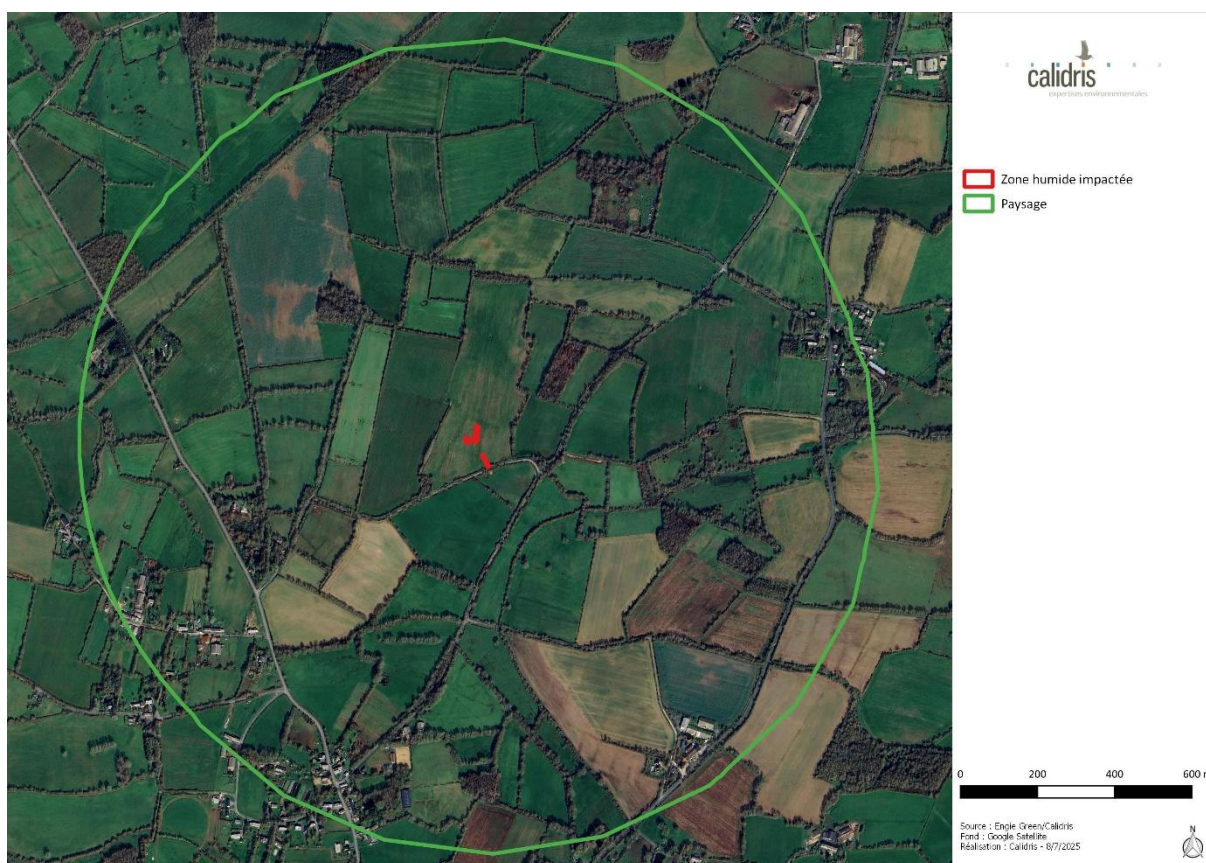 calidris
expertises environnementales
Zone humide impactée
Paysage
0 200 400 600 m
Source : Engie Green/Calidris
Fond : Google Satellite
Réalisation : Calidris - 8/7/2025
N